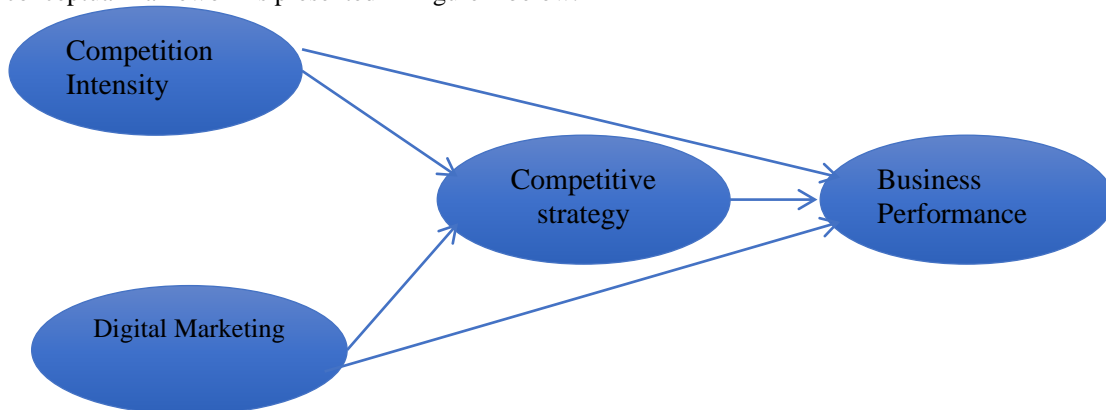 Competition
Intensity
Competitive
strategy
Business
Performance
Digital Marketing